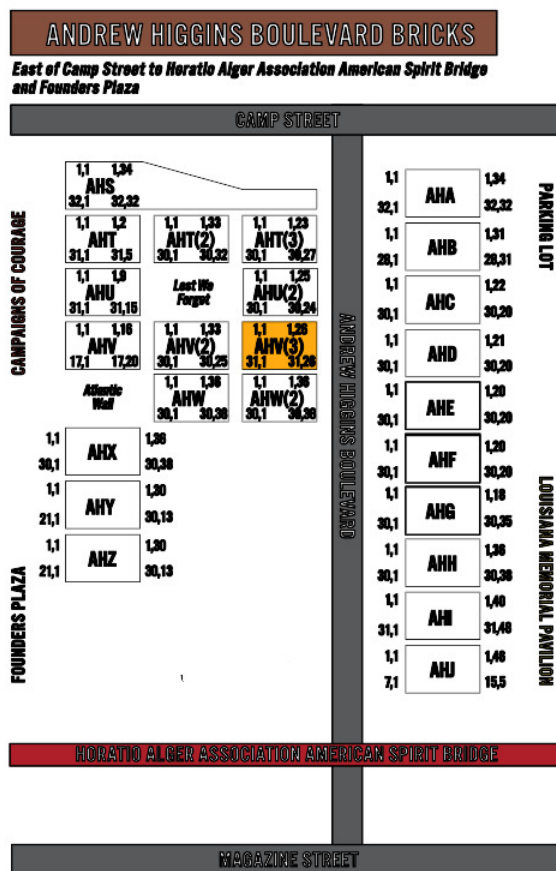 ANDREW HIGGINS BOULEVARD BRICKS
East of Camp Street to Horatio Alger Association American Spirit Bridge
and Founders Plaza
CAMP STREET
CAMPAIGNS OF COURAGE
FOUNDERS PLAZA
1,1 1,34
AHS
32,1 32,32
1,1 1,2
AHT
31,1 31,5
1,1 1,33
AHT(2)
30,1 30,32
1,1 1,23
AHT(3)
30,1 30,27
1,1 1,9
AHU
31,1 31,15
Lest We
Forget
1,1 1,25
AHU(2)
30,1 30,24
1,1 1,16
AHV
17,1 17,20
1,1 1,33
AHV(2)
30,1 30,25
1,1 1,26
AHV(3)
31,1 31,26
Atlantic
Wall
1,1 1,36
AHW
30,1 30,38
1,1 1,36
AHW(2)
30,1 30,38
1,1 1,36
AHX
30,1 30,38
1,1 1,30
AHY
21,1 30,13
1,1 1,30
AHZ
21,1 30,13
ANDREW HIGGINS BOULEVARD
1,1 1,34
AHA
32,1 32,32
1,1 1,31
AHB
28,1 28,31
1,1 1,22
AHC
30,1 30,20
1,1 1,21
AHD
30,1 30,20
1,1 1,20
AHE
30,1 30,20
1,1 1,20
AHF
30,1 30,20
1,1 1,18
AHG
30,1 30,35
1,1 1,36
AHH
30,1 30,38
1,1 1,40
AHI
31,1 31,48
1,1 1,48
AHJ
7,1 15,5
PARKING LOT
LOUISIANA MEMORIAL PAVILION
HORATIO ALGER ASSOCIATION AMERICAN SPIRIT BRIDGE
MAGAZINE STREET